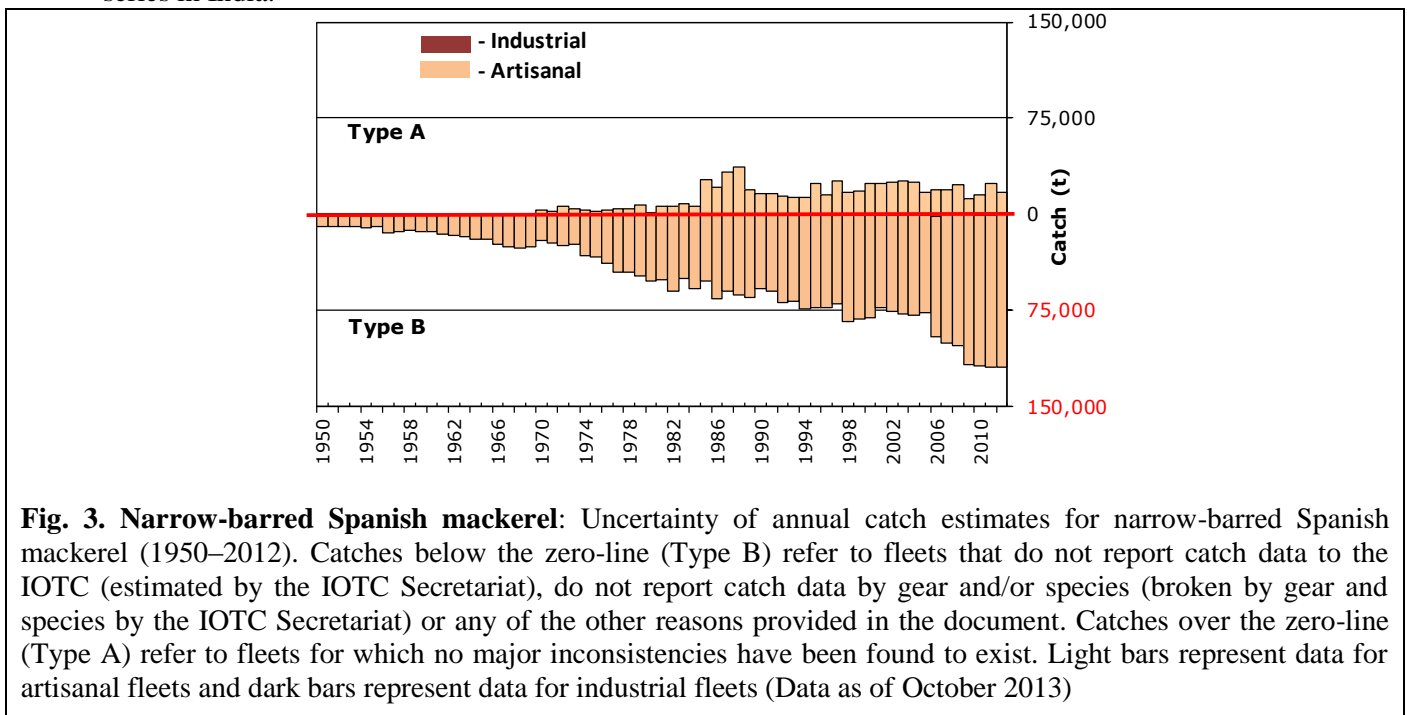 series in India.
- Industrial
- Artisanal
Type A
Type B
150,000
75,000
0
75,000
150,000
Catch (t)
1950
1954
1958
1962
1966
1970
1974
1978
1982
1986
1990
1994
1998
2002
2006
2010
Fig. 3. Narrow-barred Spanish mackerel: Uncertainty of annual catch estimates for narrow-barred Spanish
mackerel (1950–2012). Catches below the zero-line (Type B) refer to fleets that do not report catch data to the
IOTC (estimated by the IOTC Secretariat), do not report catch data by gear and/or species (broken by gear and
species by the IOTC Secretariat) or any of the other reasons provided in the document. Catches over the zero-line
(Type A) refer to fleets for which no major inconsistencies have been found to exist. Light bars represent data for
artisanal fleets and dark bars represent data for industrial fleets (Data as of October 2013)